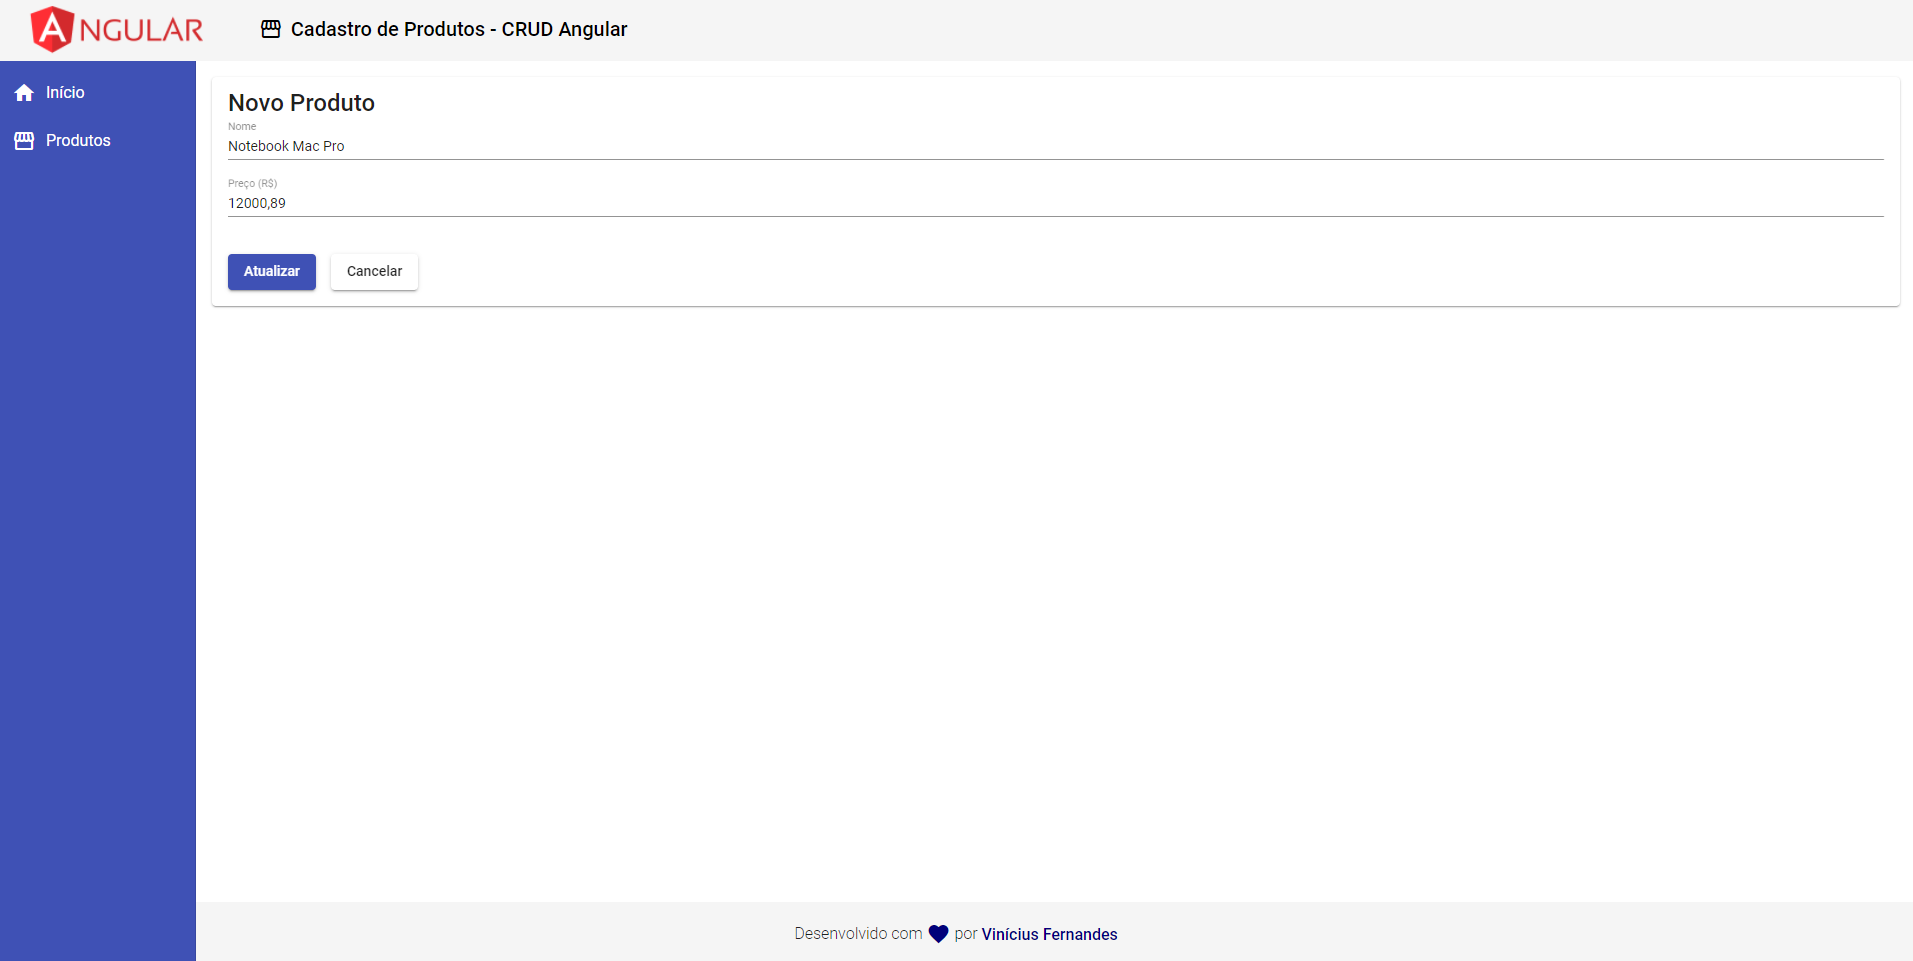 ANGULAR
Cadastro de Produtos - CRUD Angular
Início
Produtos
Novo Produto
Nome
Notebook Mac Pro
Preço (R$)
12000,89
Atualizar
Cancelar
Desenvolvido com por Vinícius Fernandes